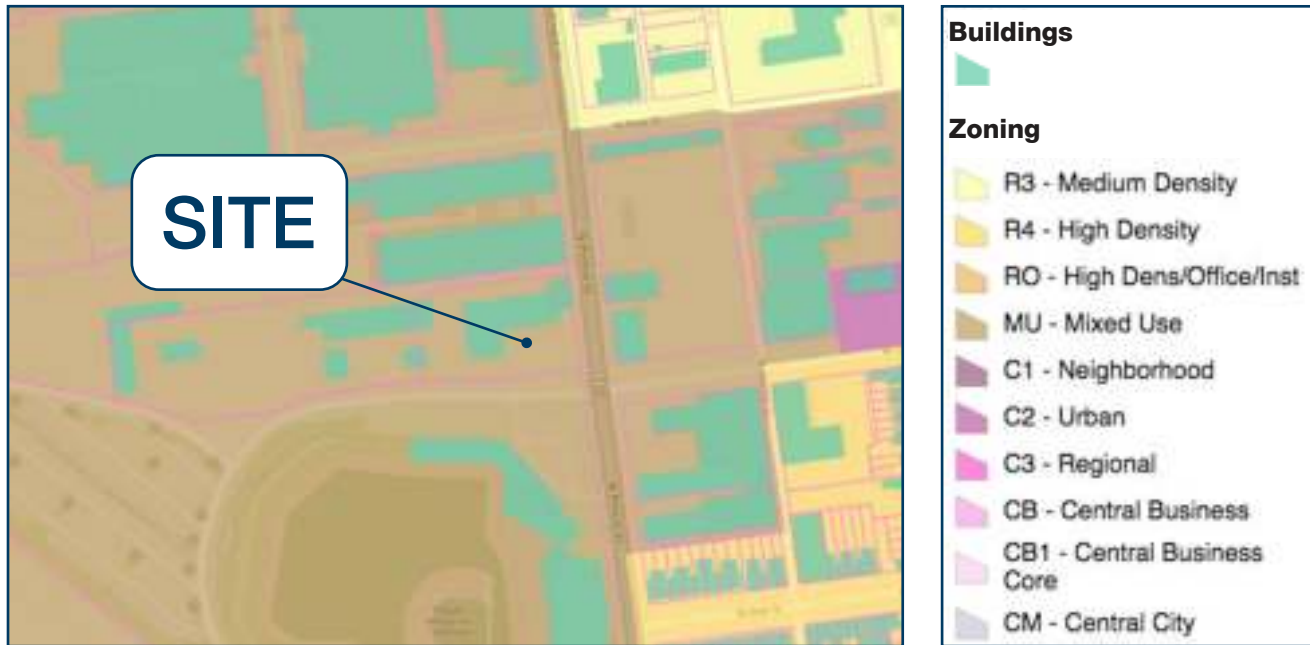 SITE
Buildings
Zoning
R3 - Medium Density
R4 - High Density
RO - High Dens/Office/Inst
MU - Mixed Use
C1 - Neighborhood
C2 - Urban
C3 - Regional
CB - Central Business
CB1 - Central Business
Core
CM - Central City